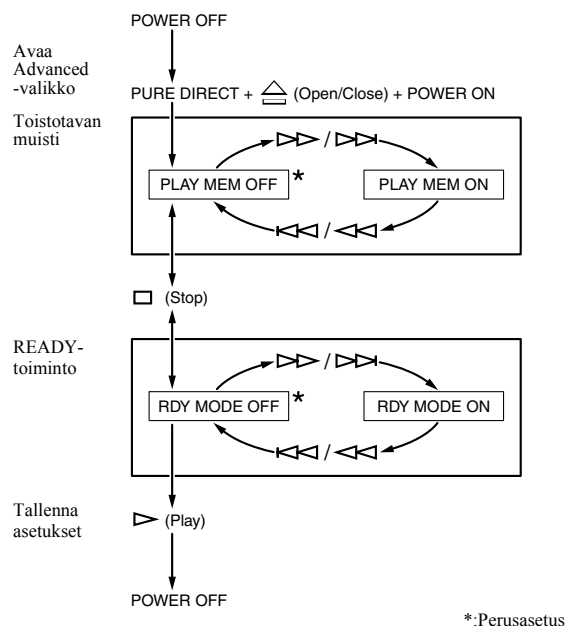 POWER OFF
Avaa
Advanced
-valikko
PURE DIRECT + (Open/Close) + POWER ON
Toistotavan
muisti
PLAY MEM OFF *
PLAY MEM ON
(Stop)
READY-
toiminto
RDY MODE OFF *
RDY MODE ON
Tallenna
asetukset
(Play)
POWER OFF
*:Perusasetus